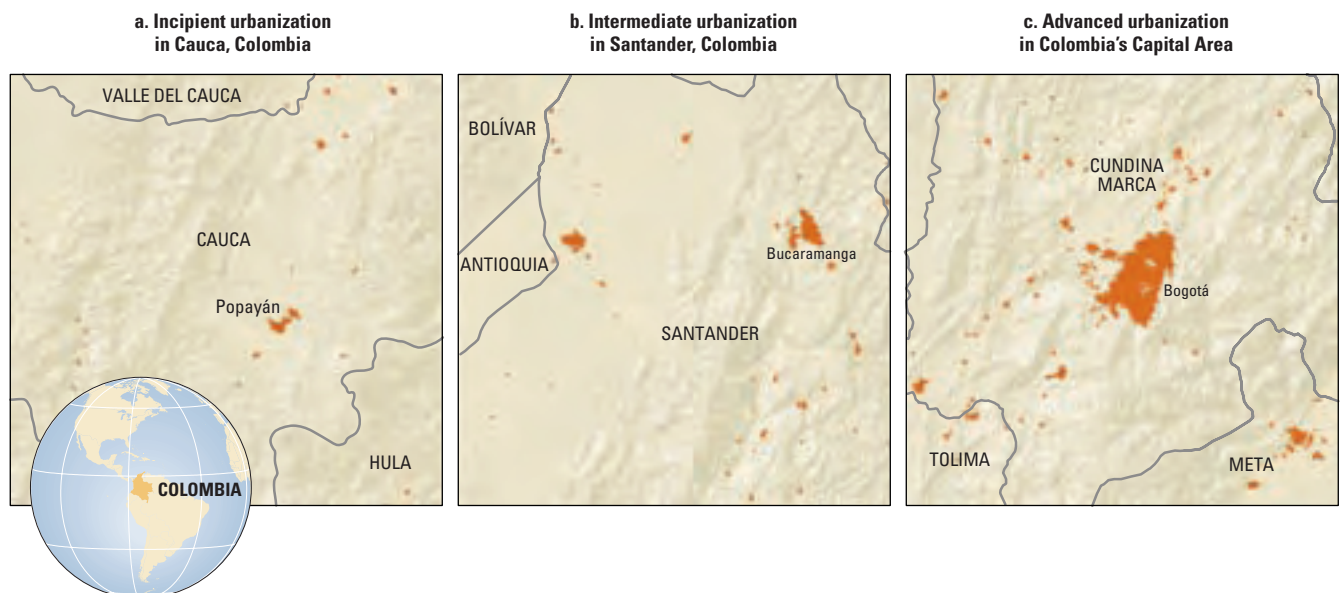 a. Incipient urbanization
in Cauca, Colombia
b. Intermediate urbanization
in Santander, Colombia
c. Advanced urbanization
in Colombia's Capital Area
VALLE DEL CAUCA
CAUCA
Popayán
HULA
COLOMBIA
BOLÍVAR
ANTIOQUIA
Bucaramanga
SANTANDER
CUNDINA
MARCA
Bogotá
TOLIMA
META